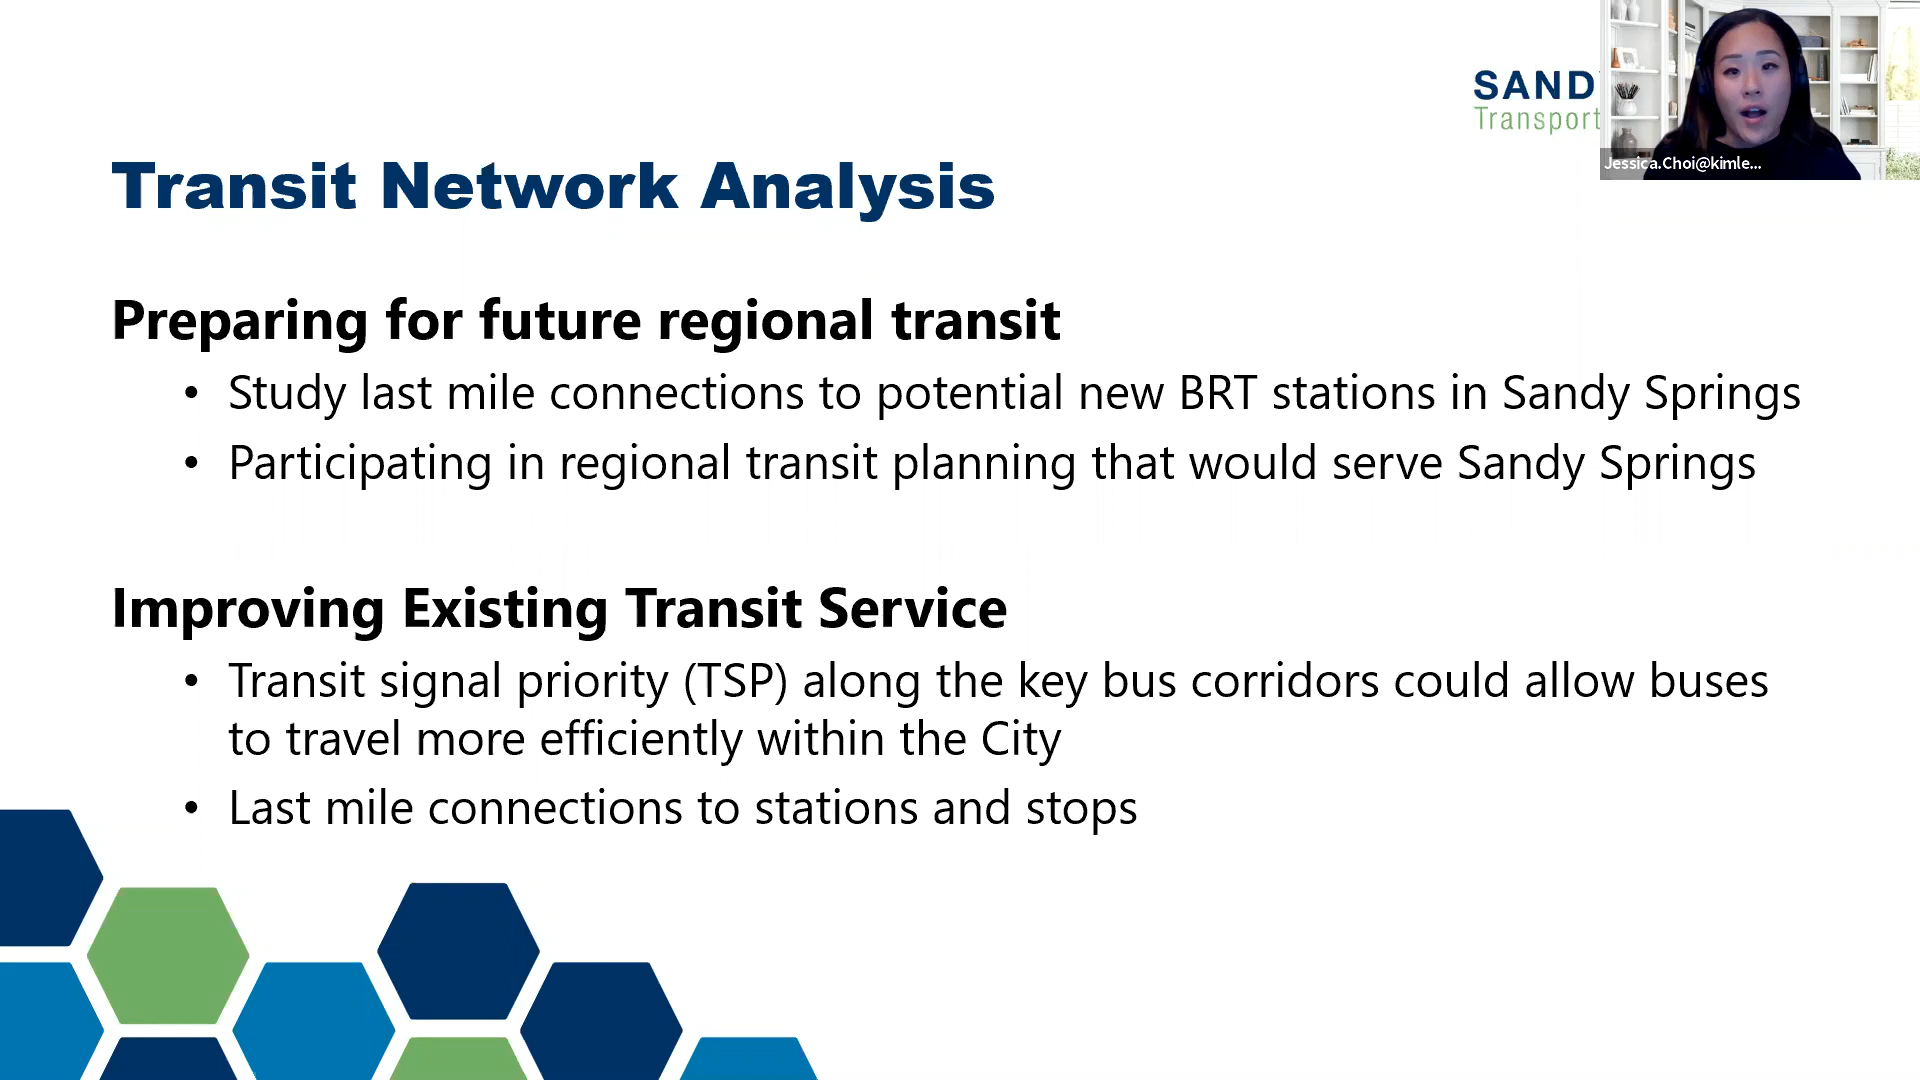 SAND
Transport
Jessica.Choi@kimle...
Transit Network Analysis
Preparing for future regional transit
• Study last mile connections to potential new BRT stations in Sandy Springs
• Participating in regional transit planning that would serve Sandy Springs
Improving Existing Transit Service
• Transit signal priority (TSP) along the key bus corridors could allow buses
to travel more efficiently within the City
• Last mile connections to stations and stops